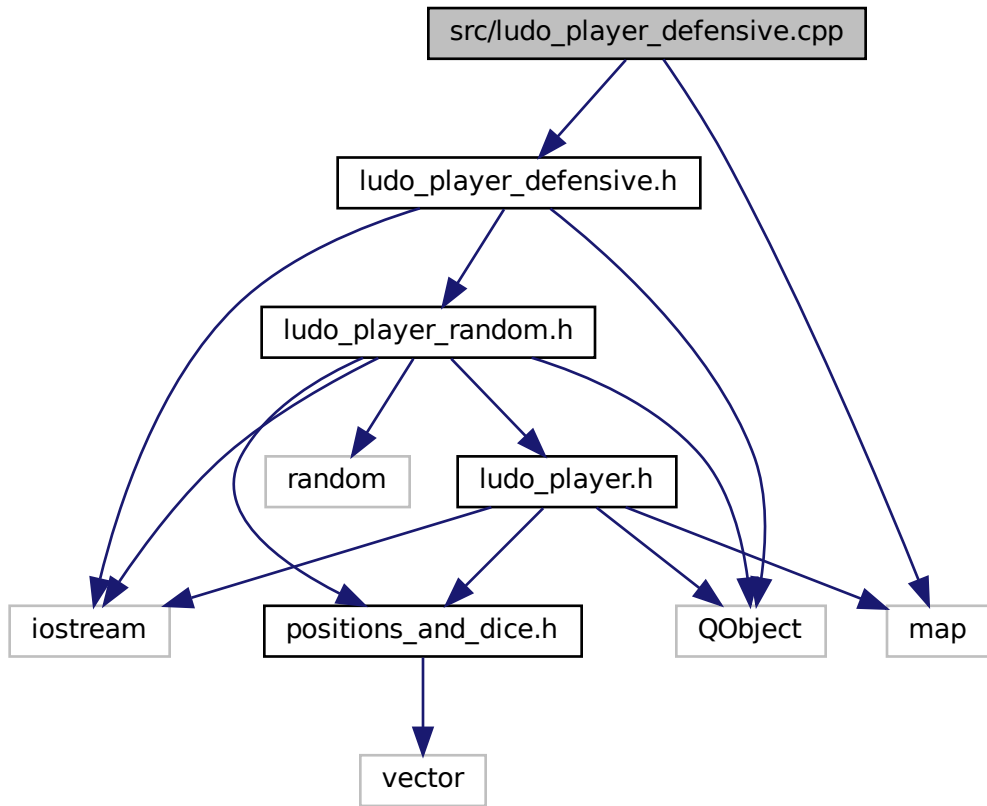 src/ludo_player_defensive.cpp
ludo_player_defensive.h
ludo_player_random.h
random
ludo_player.h
iostream
positions_and_dice.h
QObject
map
vector